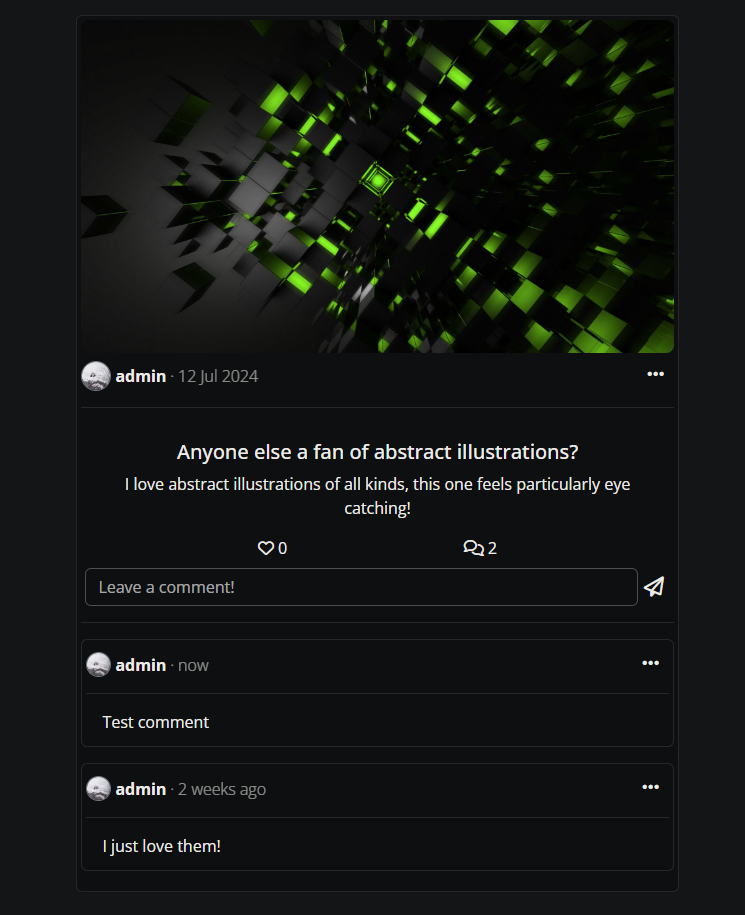 admin · 12 Jul 2024
Anyone else a fan of abstract illustrations?
I love abstract illustrations of all kinds, this one feels particularly eye
catching!
0 2
Leave a comment!
admin · now
Test comment
admin · 2 weeks ago
I just love them!